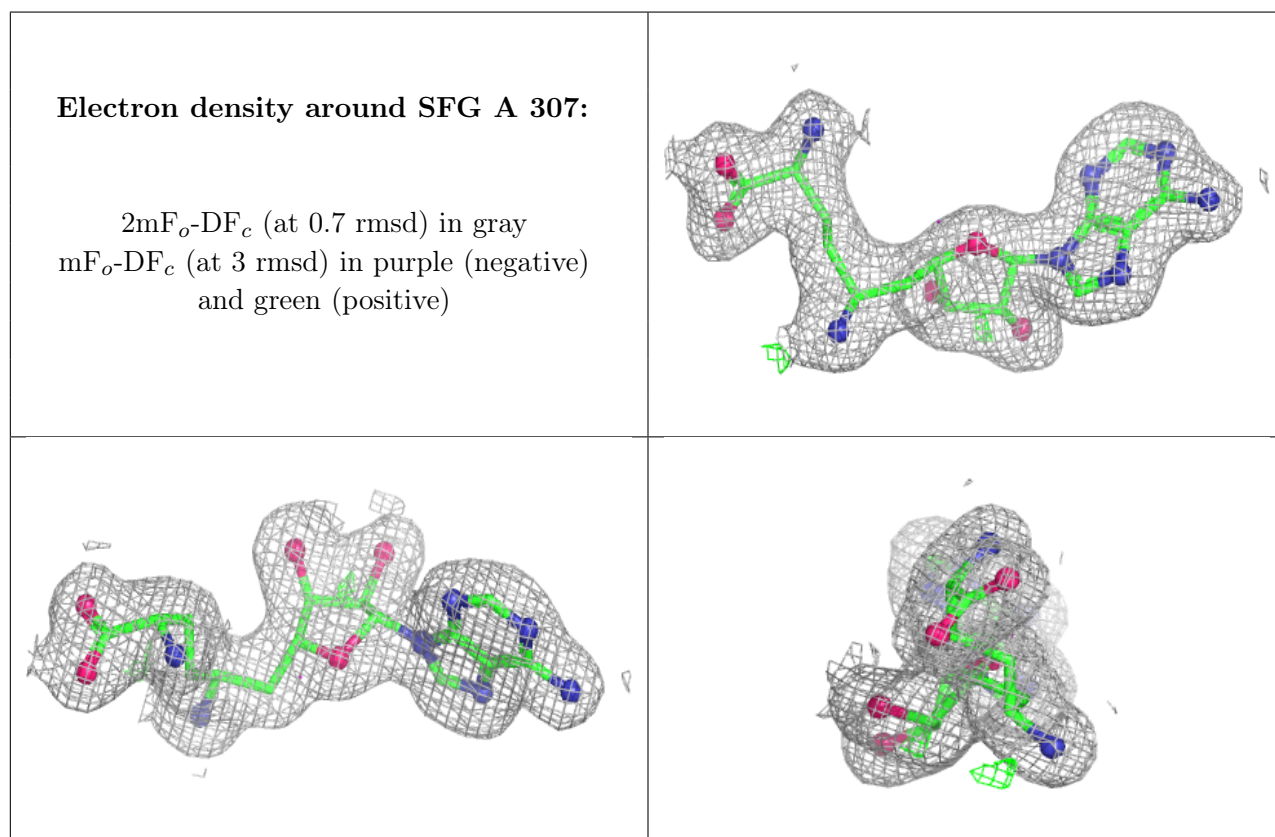 Electron density around SFG A 307:
2mFo-DFc (at 0.7 rmsd) in gray
mFo-DFc (at 3 rmsd) in purple (negative)
and green (positive)